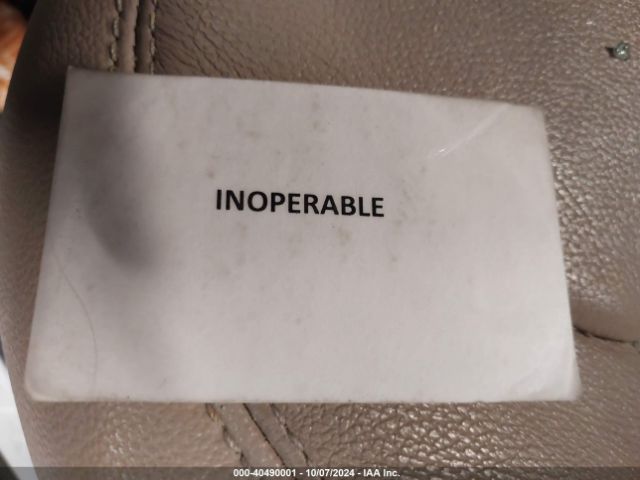 INOPERABLE
000-40490001 - 10/07/2024 - IAA Inc.